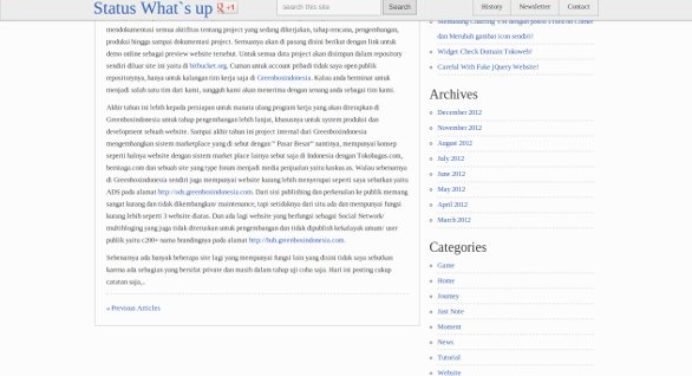 Status What`s up
+1
search this site
Search
History
Newsletter
Contact
mendokumentasi semua aktifitas tentang project yang sedang dikerjakan, tahap rencana, pengembangan,
produksi hingga sampai dokumentasi project. Semuanya akan di pasang disini berikut dengan link untuk
demo online sebagai preview website tersebut. Untuk semua data project akan disimpan dalam repository
sendiri diluar site ini yaitu di bitbucket.org. Cuman untuk account pribadi tidak saya open publik
repositorynya, hanya untuk kalangan tim kerja saja di Greenboxindonesia. Kalau anda berminat untuk
menjadi salah satu tim dari kami, sungguh kami akan menerima dengan senang anda sebagai tim kami.
Akhir tahun ini lebih kepada persiapan untuk menata ulang program kerja yang akan diterapkan di
Greenboxindonesia untuk tahap pengembangan lebih lanjut, khususnya untuk system produksi dan
development sebuah website. Sampai akhir tahun ini project internal dari Greenboxindonesia
mengembangkan sistem marketplace yang di sebut dengan" Pasar Besar" nantinya, mempunyai konsep
seperti halnya website dengan sistem market place lainya sebut saja di Indonesia dengan Tokobagus.com,
berniaga.com dan sebuah site yang type forum menjadi media penjualan yaitu kaskus.us. Walau sebenarnya
di Greenboxindonesia sendiri juga mempunyai website kurang lebih menyerupai seperti saya sebutkan yaitu
ADS pada alamat http://ads.greenboxindonesia.com. Dari sisi publishing dan perkenalan ke publik memang
sangat kurang dan tidak dikembangkan/ maintenance, tapi setidaknya dari situ ada dan mempunyai fungsi
kurang lebih seperti 3 website diatas. Dan ada lagi website yang berfungsi sebagai Social Network/
multiblogging yang juga tidak diteruskan untuk pengembangan dan tidak dipublish kekalayak umum/ user
publik yaitu c200+ nama brandingnya pada alamat http://hub.greenboxindonesia.com.
Sebenarnya ada banyak beberapa site lagi yang mempunyai fungsi lain yang disini tidak saya sebutkan
karena ada sebagian yang bersifat private dan masih dalam tahap uji coba saja. Hari ini posting cukup
catatan saja,..
« Previous Articles
dan Merubah gambar icon sendiri!
Widget Check Domain Tokoweb!
Careful With Fake jQuery Website!
Archives
December 2012
November 2012
August 2012
July 2012
June 2012
May 2012
April 2012
March 2012
Categories
Game
Home
Journey
Just Note
Moment
News
Tutorial
Website